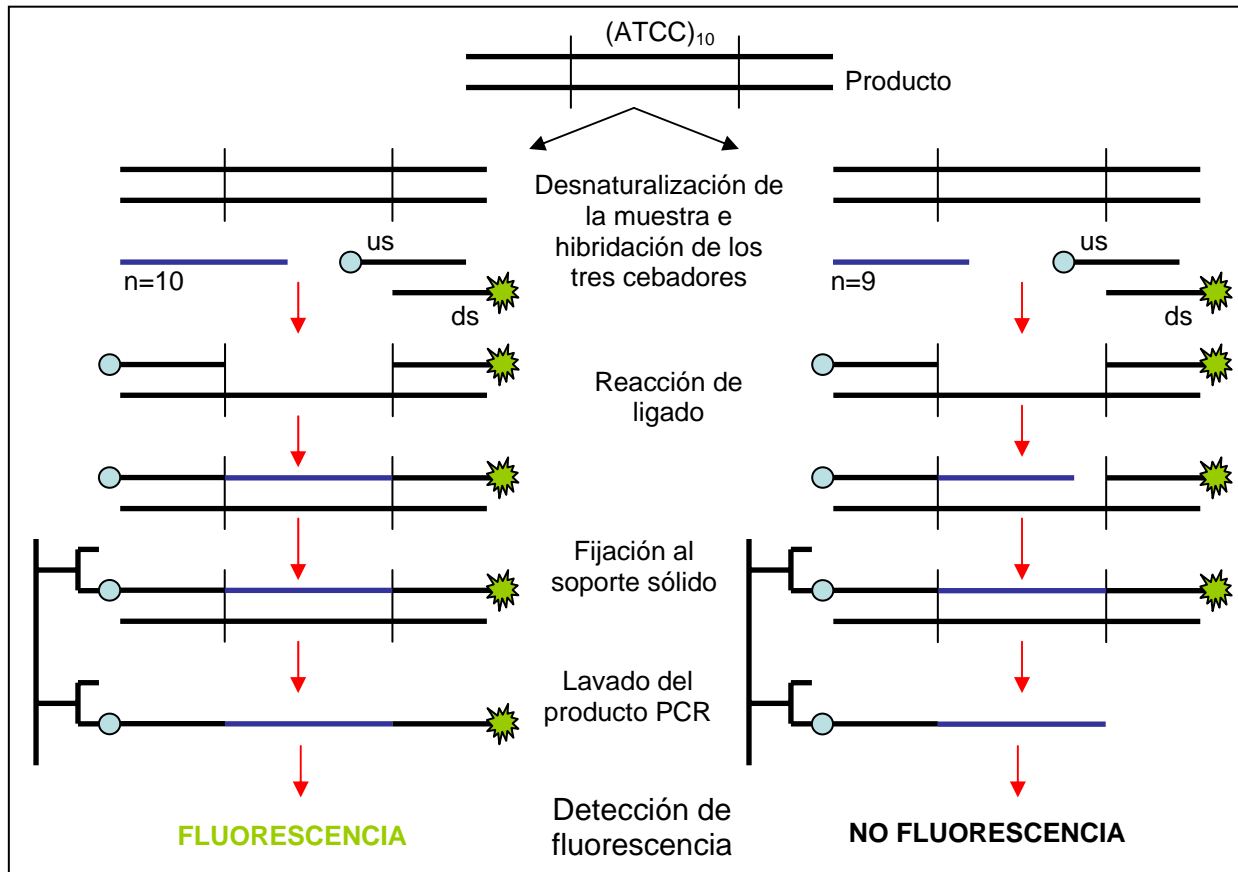 (ATCC)10
Producto
Desnaturalización de
la muestra e
hibridación de los
tres cebadores
us
n=10
ds
us
n=9
ds
Reacción de
ligado
Fijación al
soporte sólido
Lavado del
producto PCR
FLUORESCENCIA
Detección de
fluorescencia
NO FLUORESCENCIA